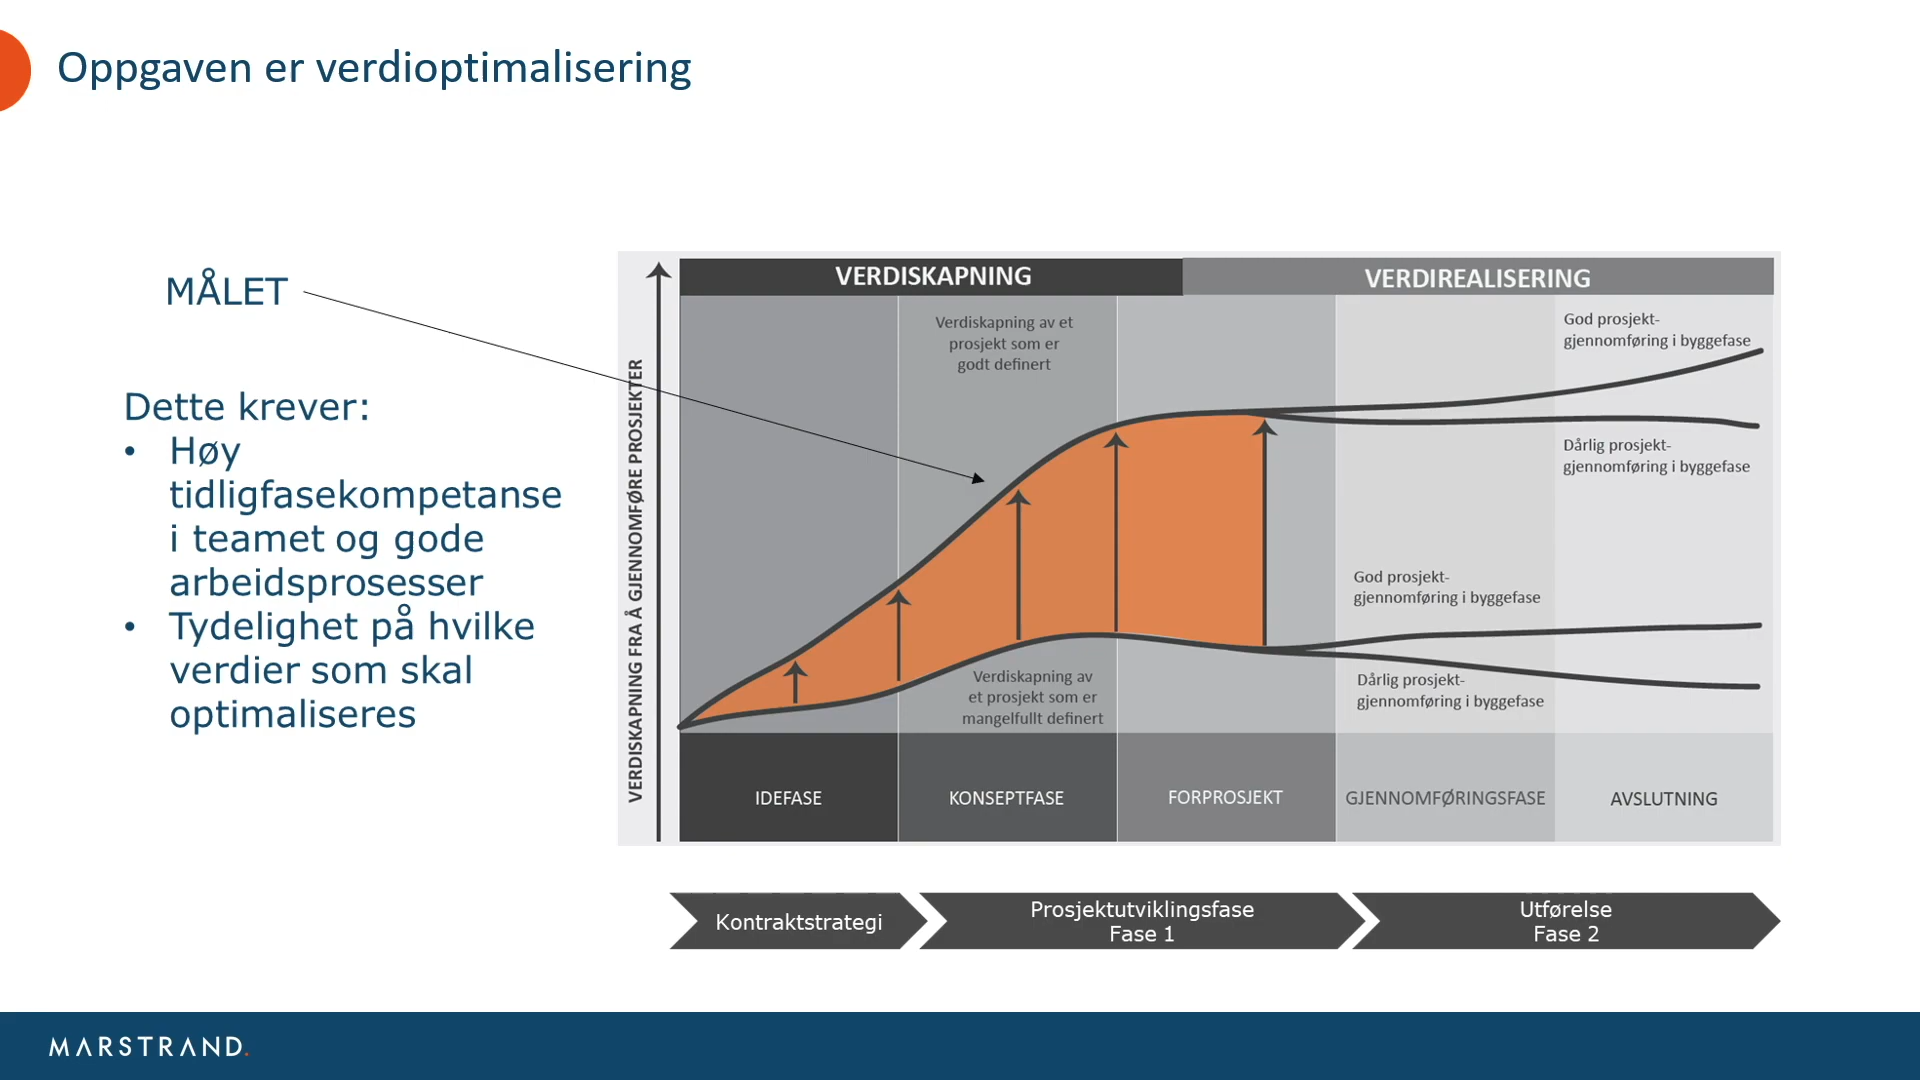 Oppgaven er verdioptimalisering
MÅLET
Dette krever:
• Høy
tidligfasekompetanse
i teamet og gode
arbeidsprosesser
• Tydelighet på hvilke
verdier som skal
optimaliseres
VERDISKAPNING FRA Å GJENNOMFØRE PROSJEKTER
VERDISKAPNING
VERDIREALISERING
Verdiskapning av et
prosjekt som er
godt definert
God prosjekt-
gjennomføring i byggefase
Dårlig prosjekt-
gjennomføring i byggefase
God prosjekt-
gjennomføring i byggefase
Verdiskapning av
et prosjekt som er
mangelfullt definert
Dårlig prosjekt-
gjennomføring i byggefase
IDEFASE
KONSEPTFASE
FORPROSJEKT
GJENNOMFØRINGSFASE
AVSLUTNING
Kontraktstrategi
Prosjektutviklingsfase
Fase 1
Utførelse
Fase 2
MARSTRAND.